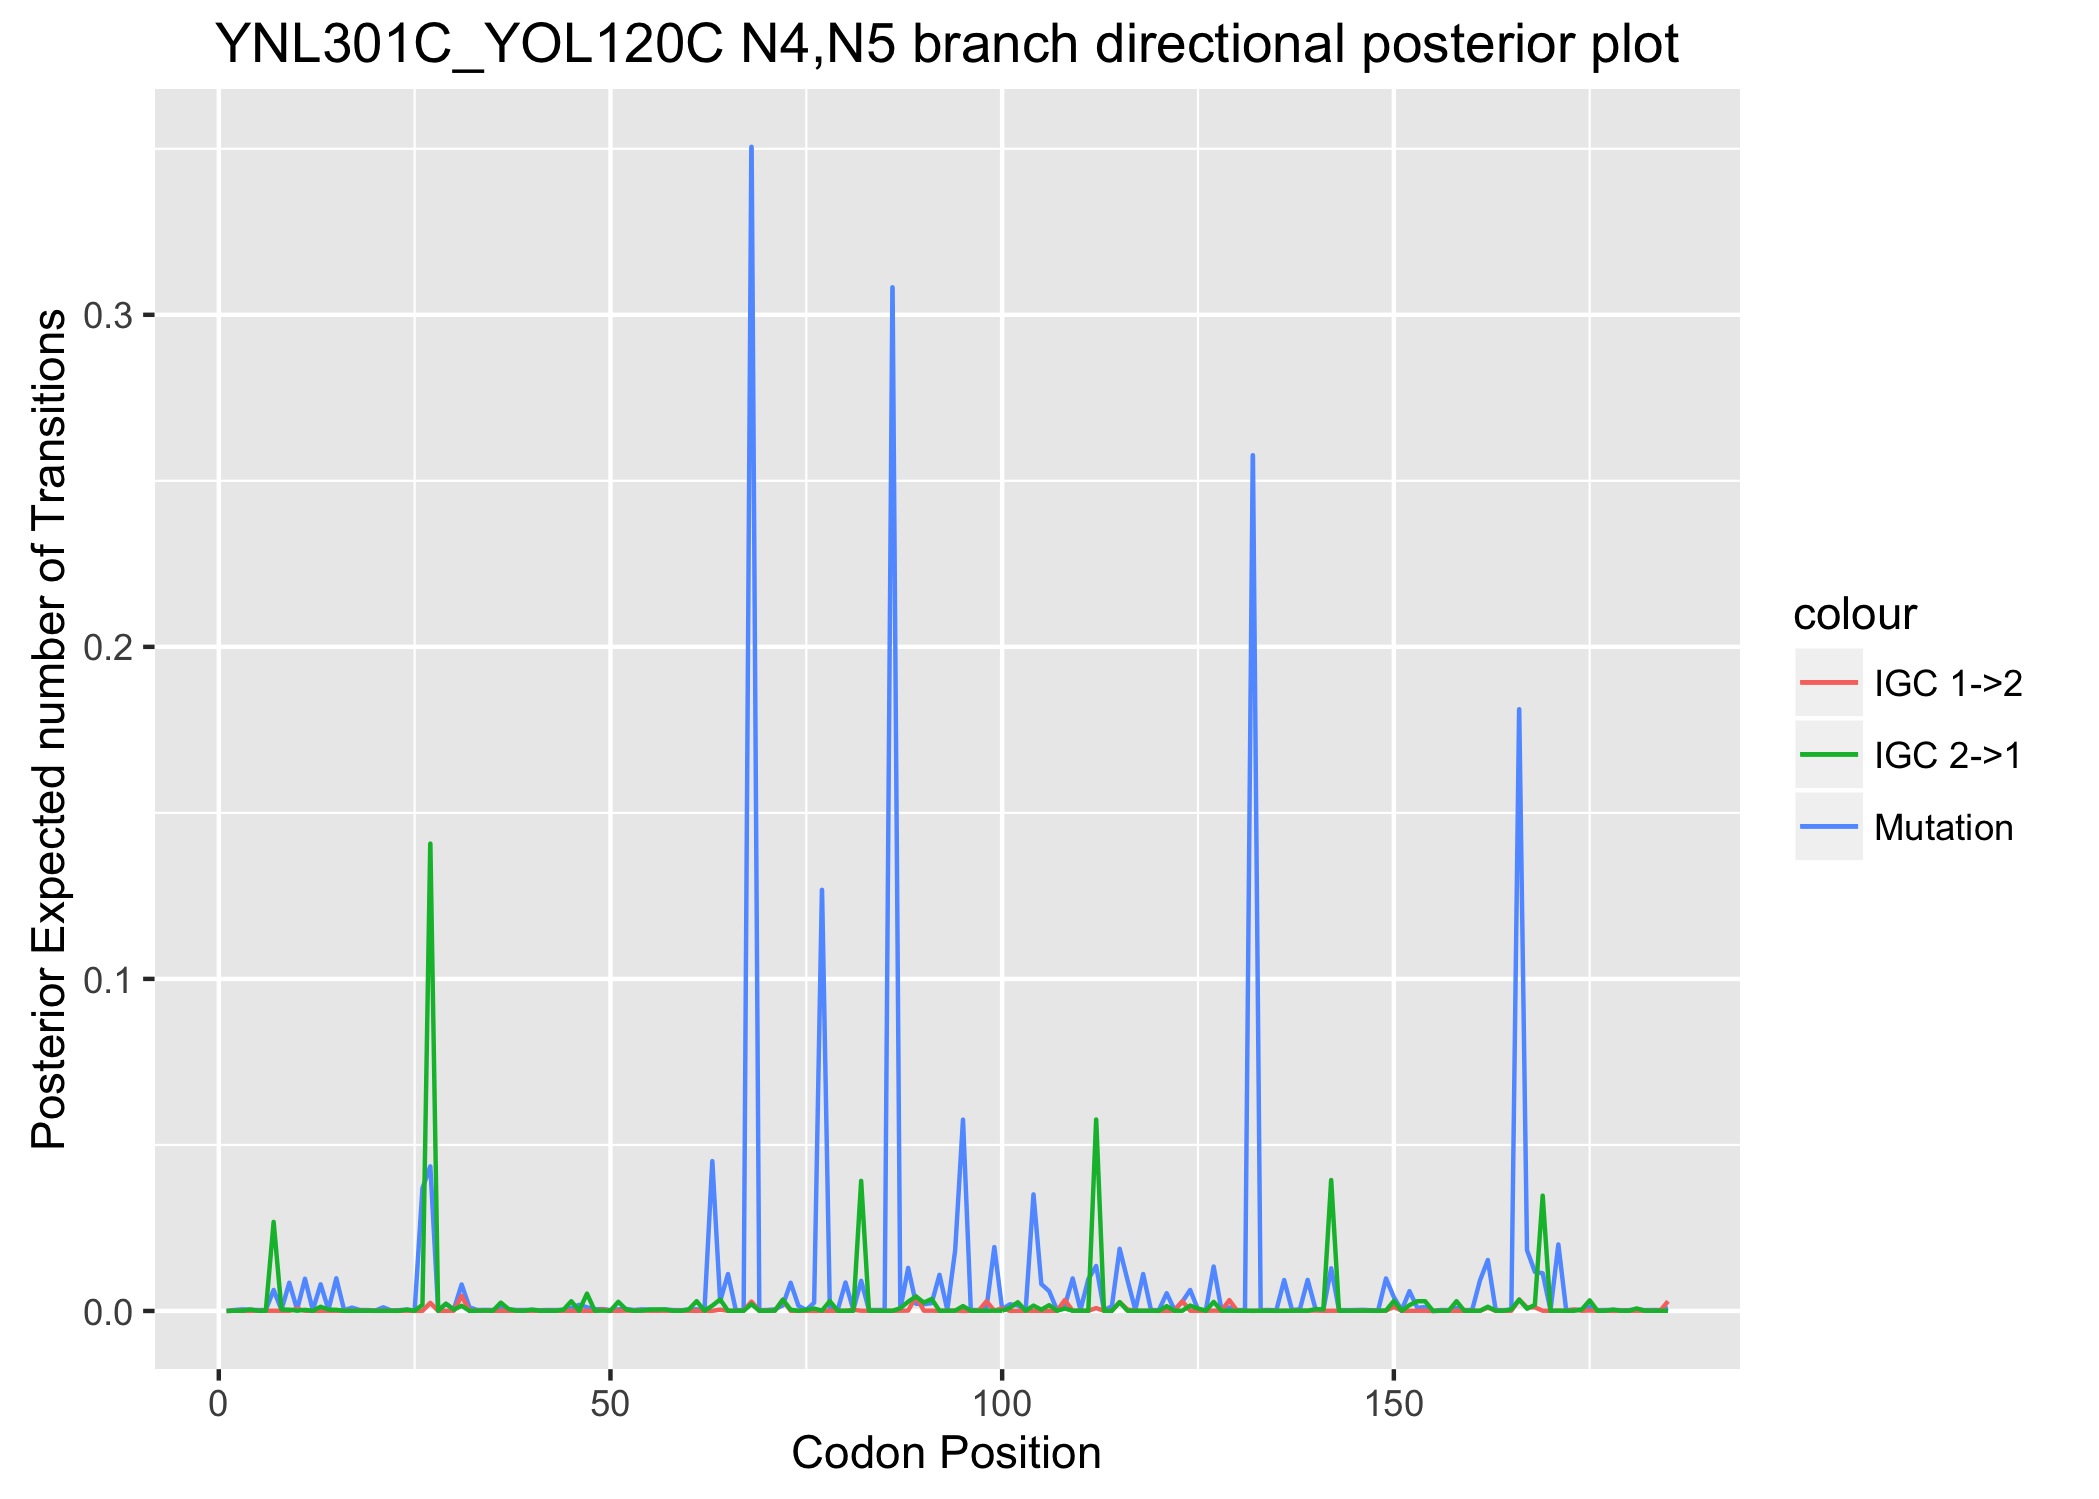 YNL301C_YOL120C N4,N5 branch directional posterior plot
Posterior Expected number of Transitions
0.3
0.2
0.1
0.0
0
50
100
150
Codon Position
colour
IGC 1->2
IGC 2->1
Mutation